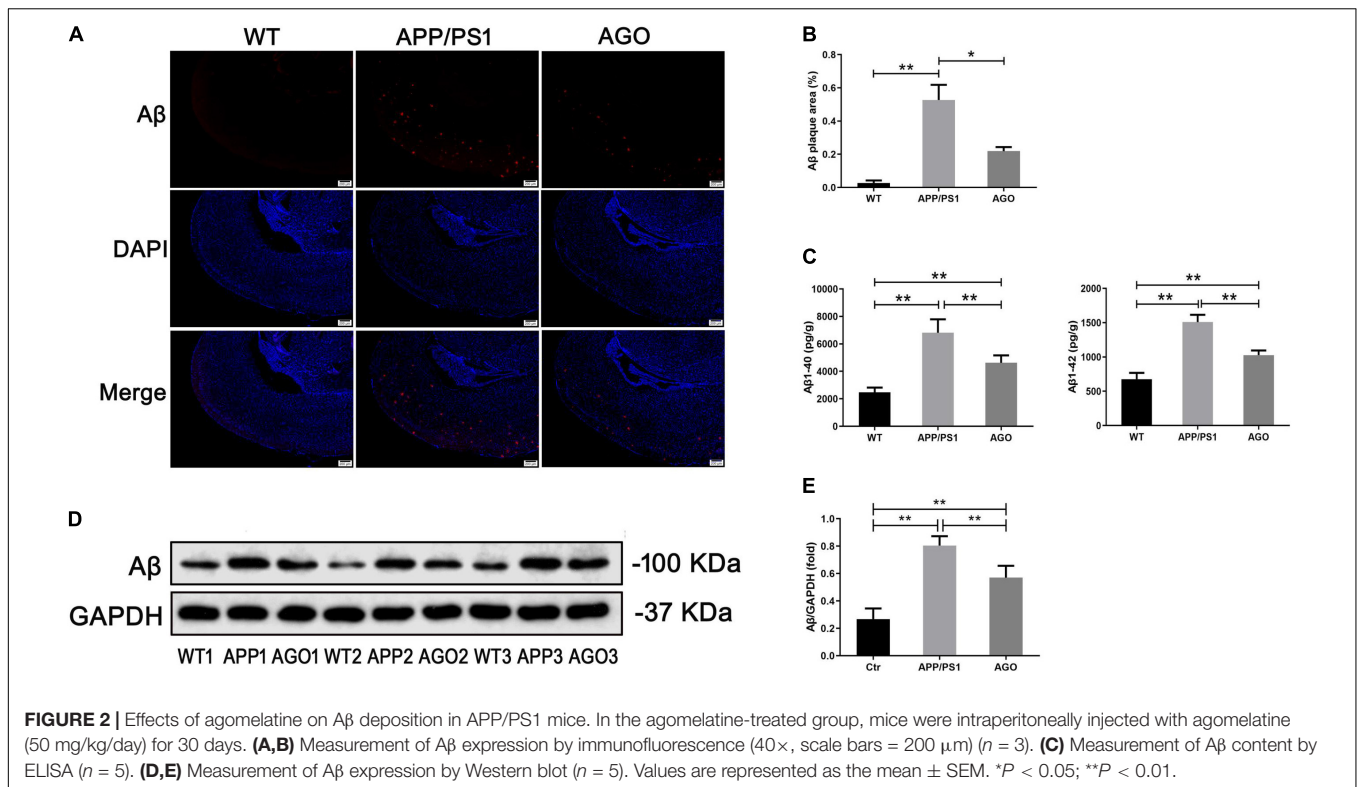 A
WT APP/PS1 AGO
Aβ
DAPI
Merge
B
Aβ plaque area (%)
0.8
0.6
0.4
0.2
0.0
** *
WT APP/PS1 AGO
C
Aβ1-40 (pg/g)
10000
8000
6000
4000
2000
0
**
** **
WT APP/PS1 AGO
Aβ1-42 (pg/g)
2000
1500
1000
500
0
**
** **
WT APP/PS1 AGO
D
Aβ -100 KDa
GAPDH -37 KDa
WT1 APP1 AGO1 WT2 APP2 AGO2 WT3 APP3 AGO3
E
Aβ/GAPDH (fold)
1.0
0.8
0.6
0.4
0.2
0.0
**
** **
Ctr APP/PS1 AGO
FIGURE 2 | Effects of agomelatine on Aβ deposition in APP/PS1 mice. In the agomelatine-treated group, mice were intraperitoneally injected with agomelatine
(50 mg/kg/day) for 30 days. (A,B) Measurement of Aβ expression by immunofluorescence (40×, scale bars = 200 μm) (n = 3). (C) Measurement of Aβ content by
ELISA (n = 5). (D,E) Measurement of Aβ expression by Western blot (n = 5). Values are represented as the mean ± SEM. *P < 0.05; **P < 0.01.